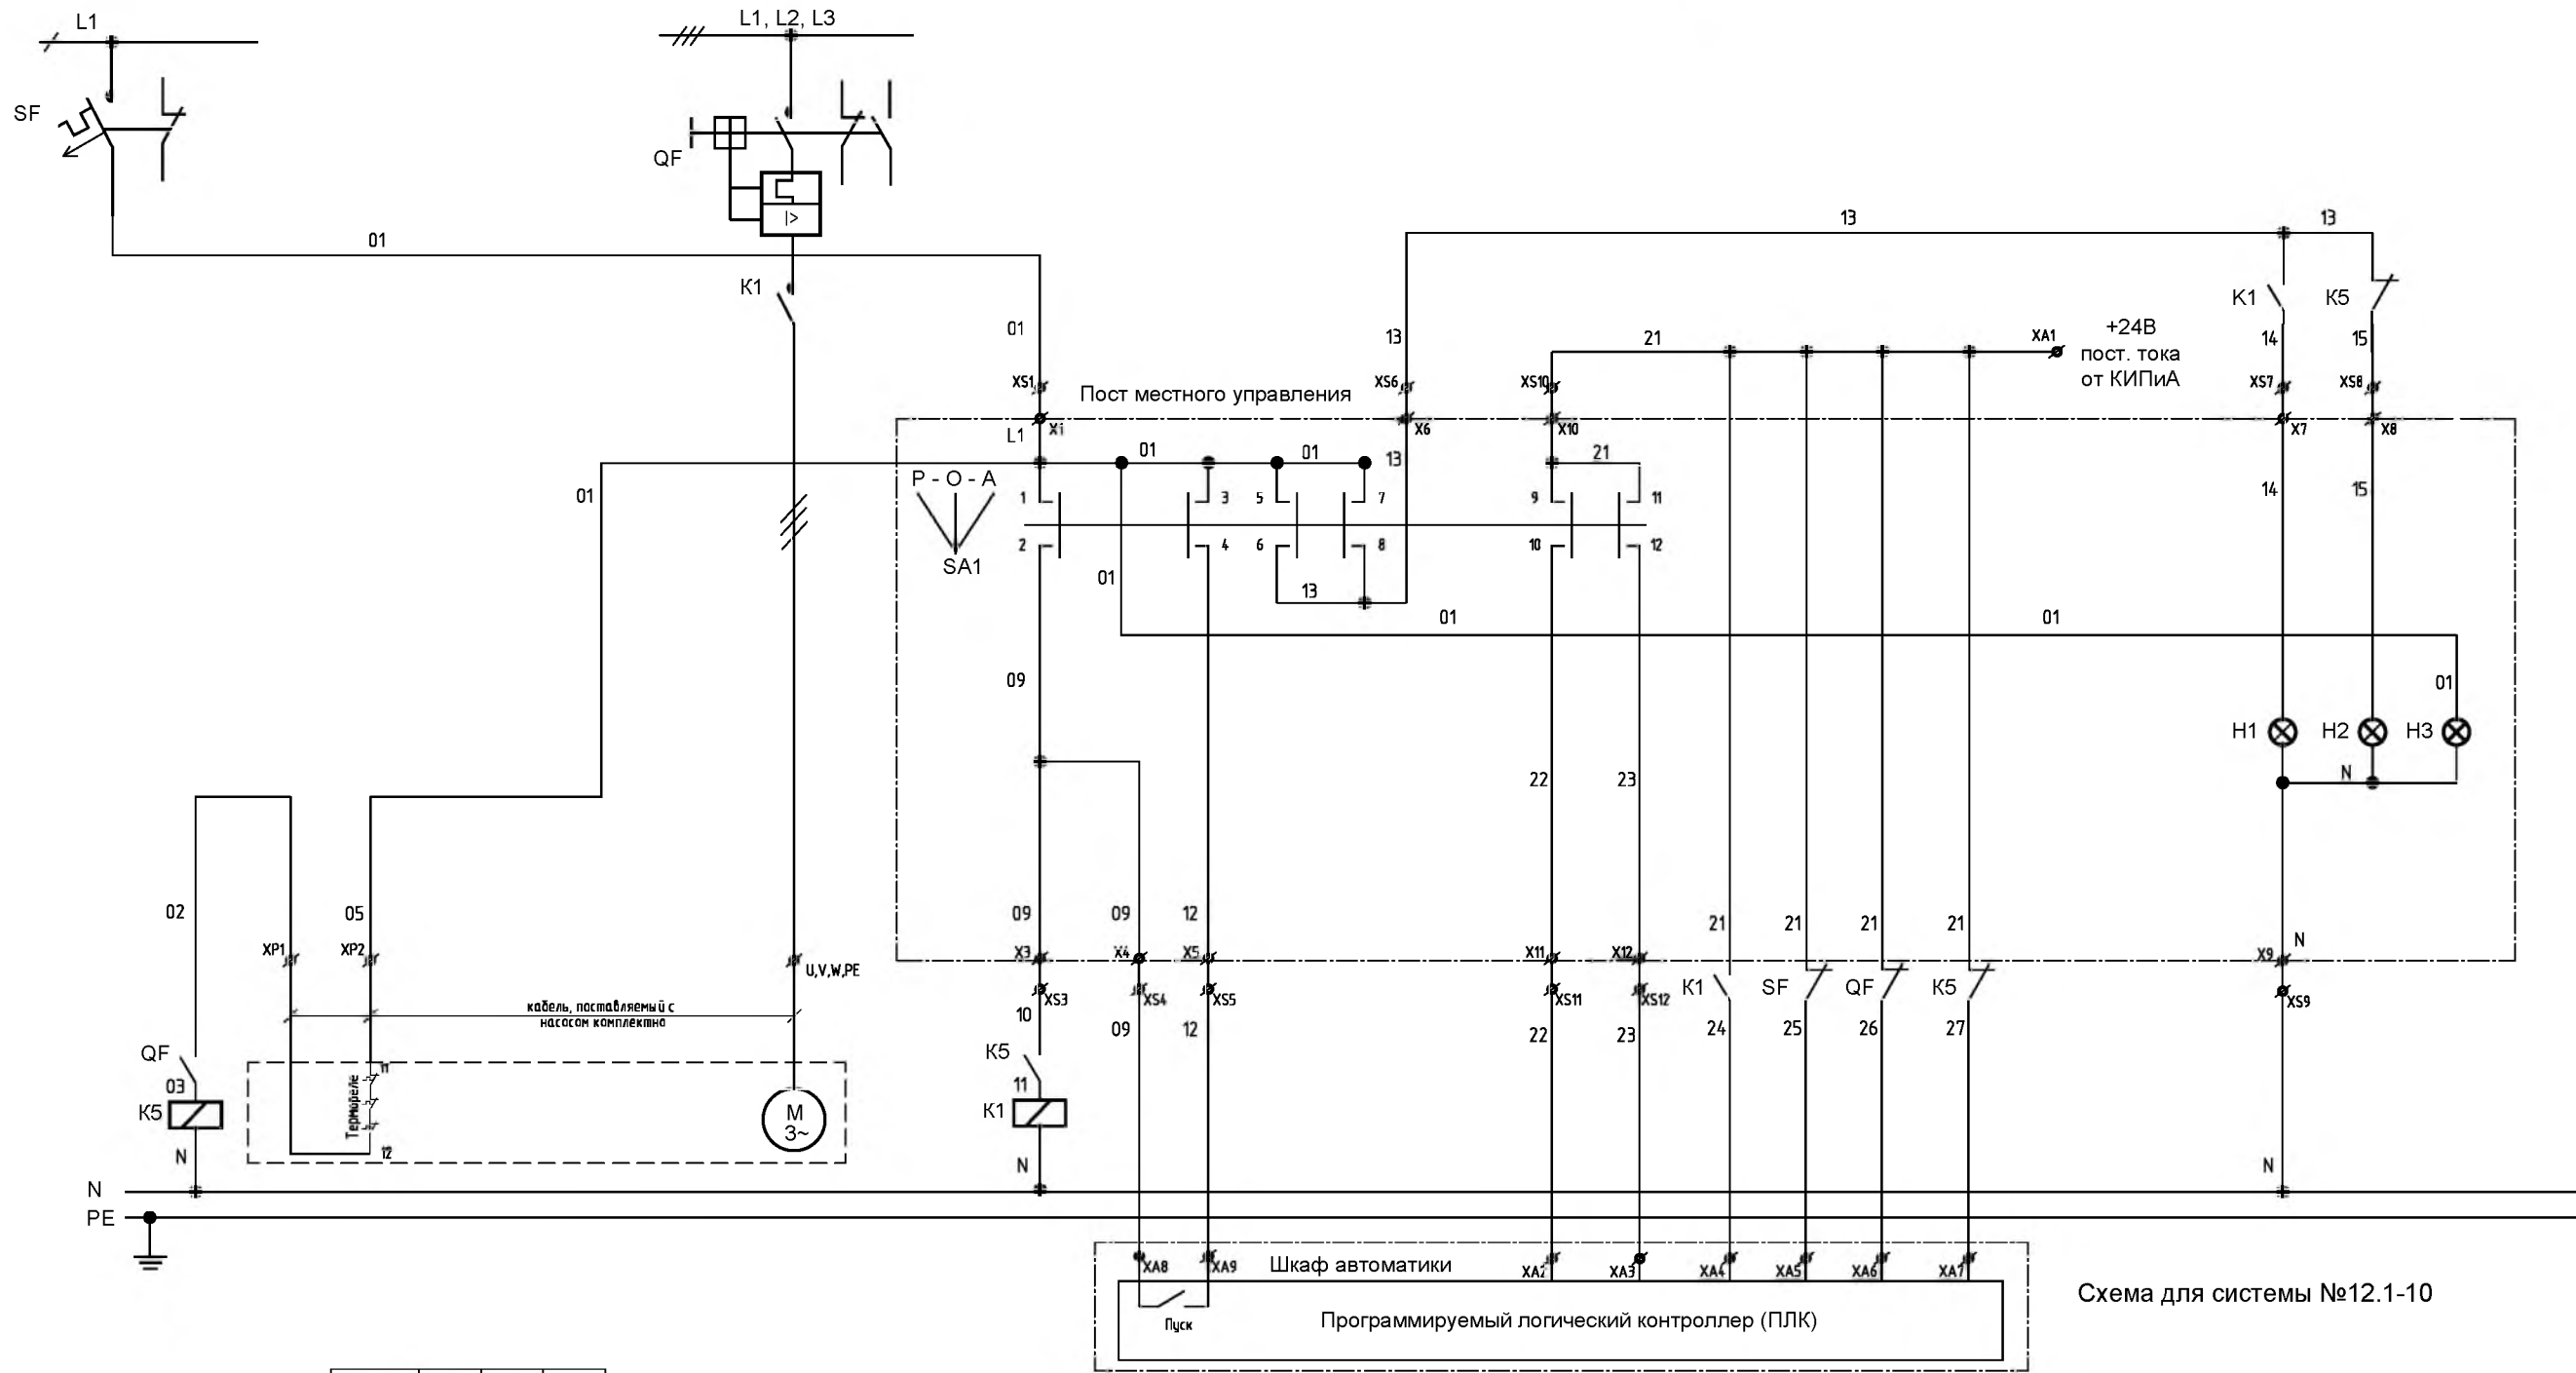 L1
L1, L2, L3
SF
QF
01
13
13
K1
K1
K5
01
13
21
XA1
+24В
пост. тока
от КИПиА
14
15
XS1
Пост местного управления
XS6
XS10
XS7
XS8
L1
X1
X6
X10
X7
X8
01
01
13
21
01
P - O - A
1
3
5
7
9
11
14
15
2
4
6
8
10
12
SA1
01
13
01
01
09
01
H1
H2
H3
22
23
N
02
05
09
09
12
21
21
21
21
XP1
XP2
U,V,W,PE
X3
X4
X5
X11
X12
N
X9
K1
SF
QF
K5
кабель, поставляемый с
насосом комплектно
XS3
XS4
XS5
XS11
XS12
XS9
10
09
12
22
23
24
25
26
27
QF
K5
03
11
11
K5
Термореле
M
3~
K1
12
N
N
N
N
PE
XA8
XA9
Шкаф автоматики
XA2
XA3
XA4
XA5
XA6
XA7
Схема для системы №12.1-10
Пуск
Программируемый логический контроллер (ПЛК)